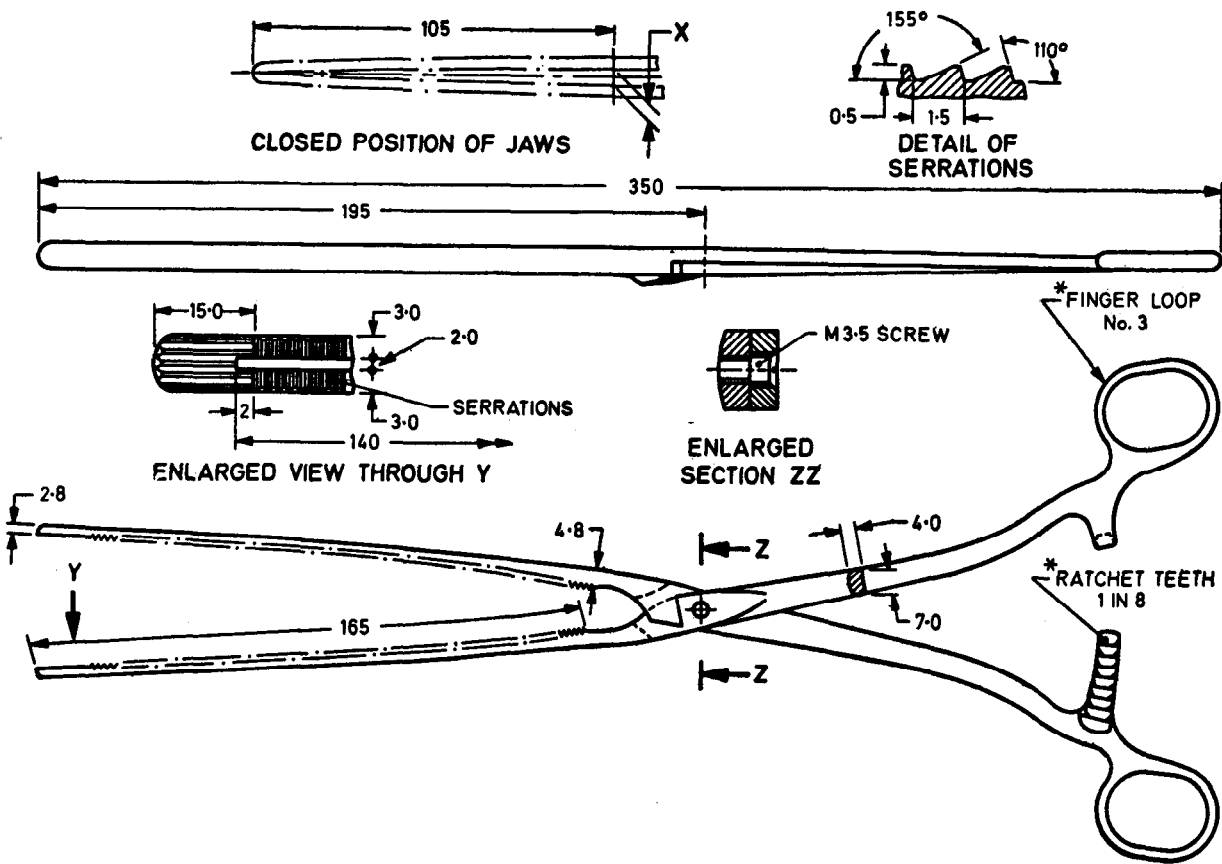 105
X
CLOSED POSITION OF JAWS
155°
110°
0·5
1·5
DETAIL OF
SERRATIONS
350
195
15·0
3·0
2·0
2
3·0
SERRATIONS
140
ENLARGED VIEW THROUGH Y
M3·5 SCREW
ENLARGED
SECTION ZZ
*FINGER LOOP
No. 3
2·8
Y
4·8
Z
4·0
165
7·0
Z
*RATCHET TEETH
1 IN 8